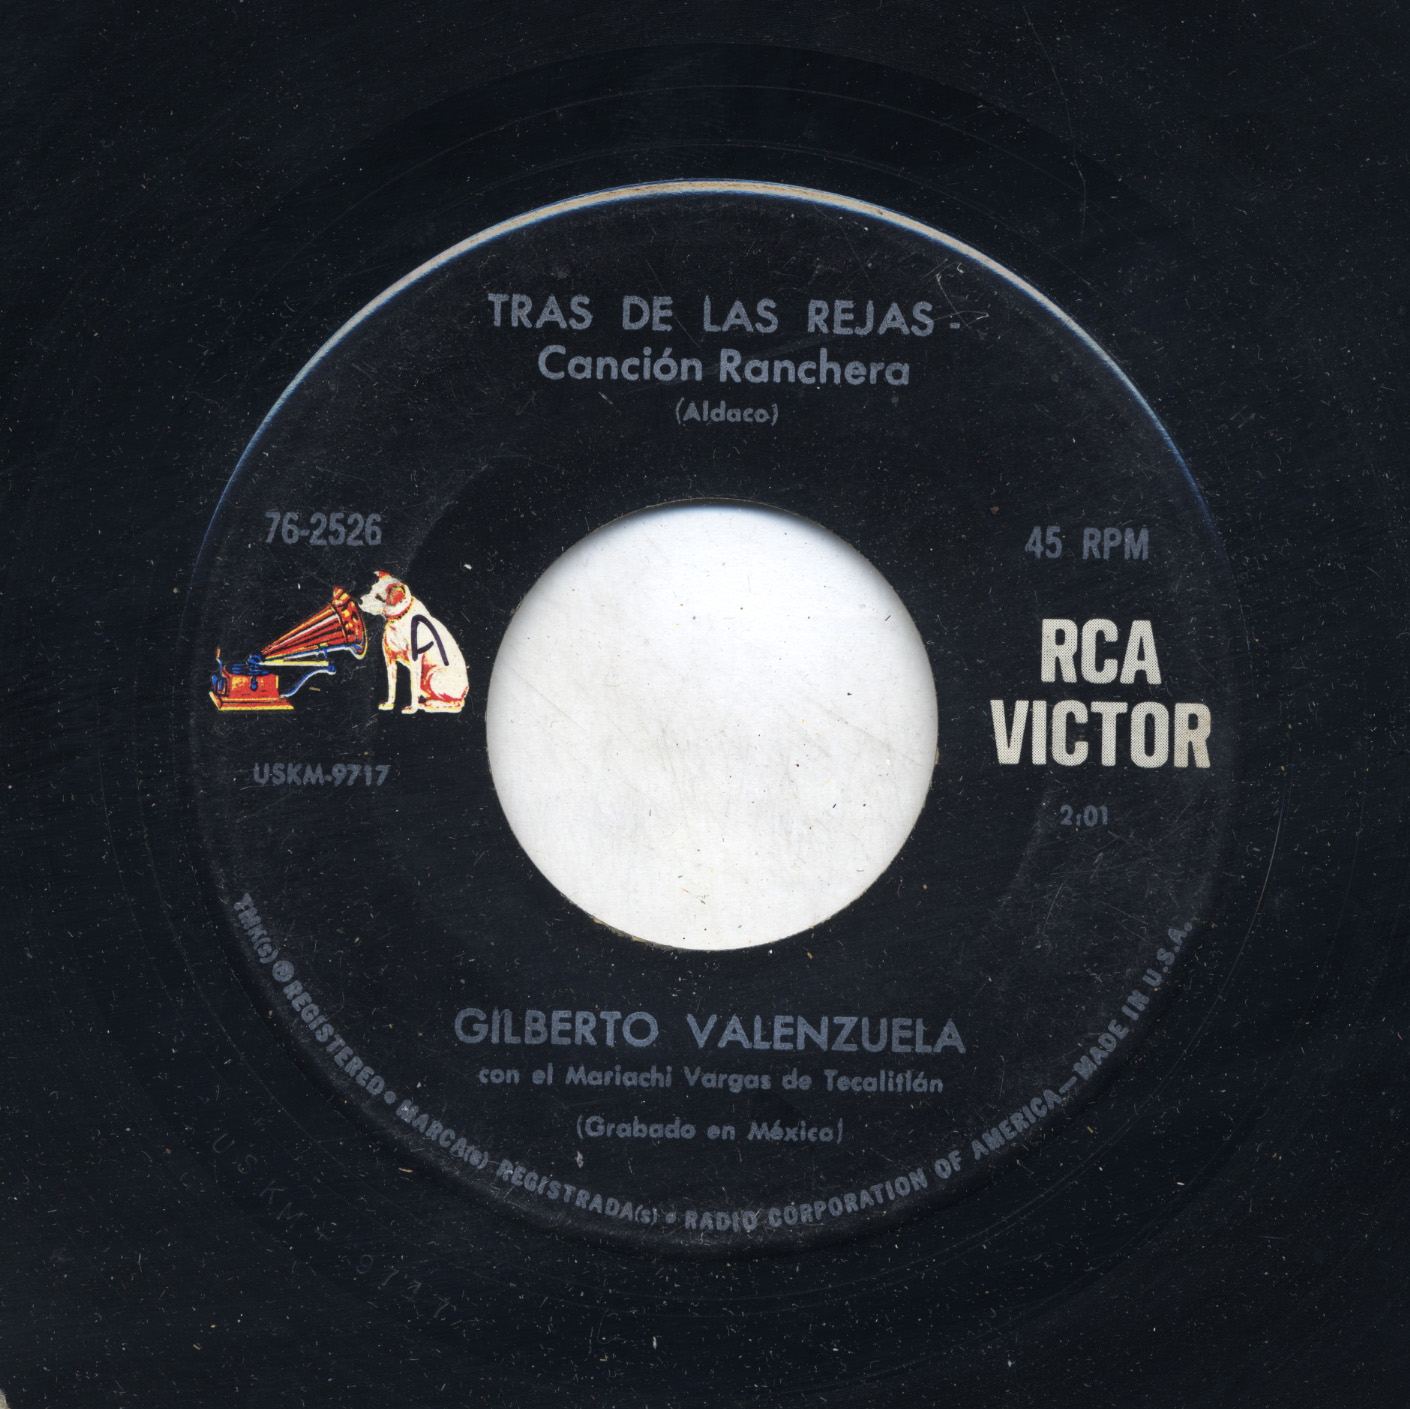 TRAS DE LAS REJAS -
Canción Ranchera
(Aldaco)
76-2526
45 RPM
A
RCA
VICTOR
USKM-9717
2:01
GILBERTO VALENZUELA
con el Mariachi Vargas de Tecalitlán
(Grabado en México)
TMK(s) ® REGISTERED • MARCA(s) REGISTRADA(s) • RADIO CORPORATION OF AMERICA—MADE IN U.S.A.